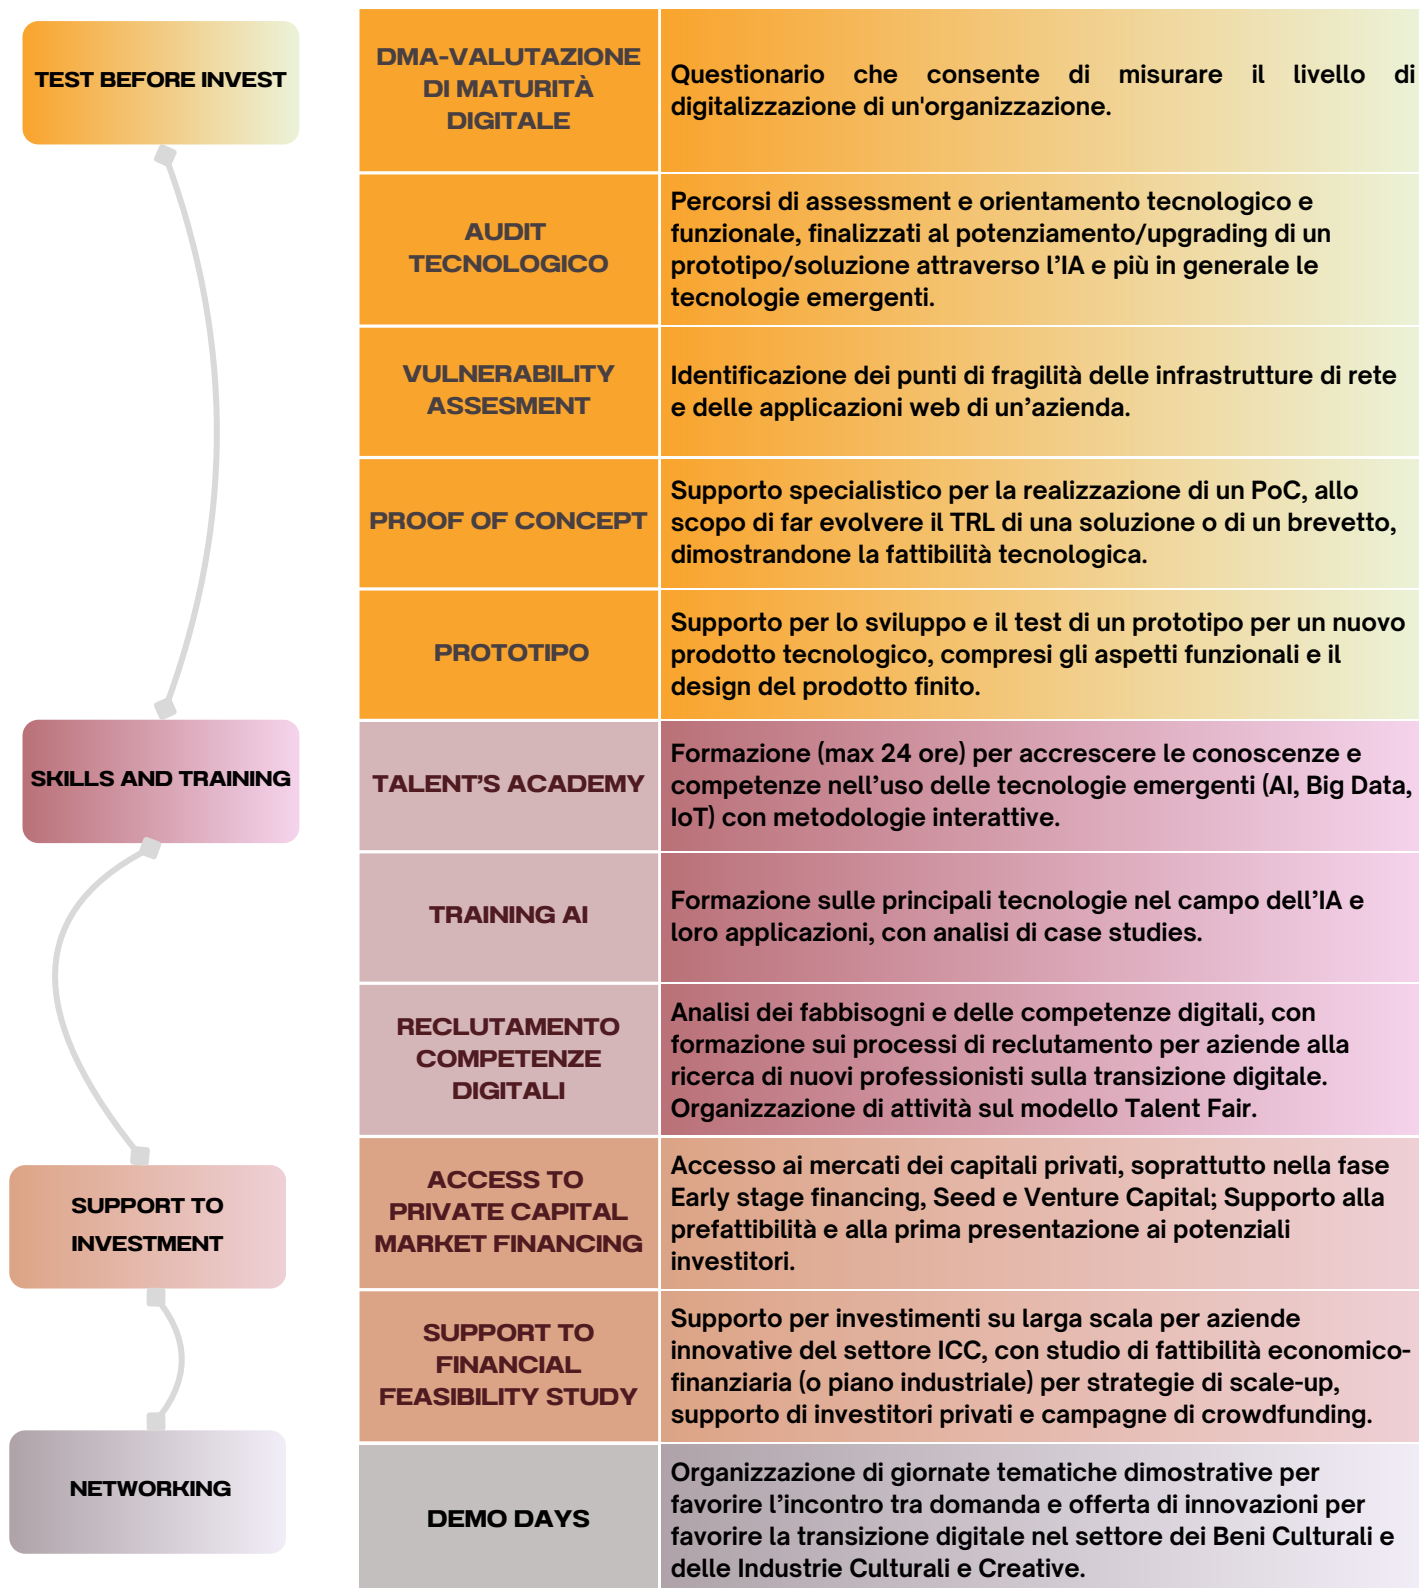 TEST BEFORE INVEST
DMA-VALUTAZIONE
DI MATURITÀ
DIGITALE
Questionario che consente di misurare il livello di
digitalizzazione di un'organizzazione.
AUDIT
TECNOLOGICO
Percorsi di assessment e orientamento tecnologico e
funzionale, finalizzati al potenziamento/upgrading di un
prototipo/soluzione attraverso l’IA e più in generale le
tecnologie emergenti.
VULNERABILITY
ASSESMENT
Identificazione dei punti di fragilità delle infrastrutture di rete
e delle applicazioni web di un’azienda.
PROOF OF CONCEPT
Supporto specialistico per la realizzazione di un PoC, allo
scopo di far evolvere il TRL di una soluzione o di un brevetto,
dimostrandone la fattibilità tecnologica.
PROTOTIPO
Supporto per lo sviluppo e il test di un prototipo per un nuovo
prodotto tecnologico, compresi gli aspetti funzionali e il
design del prodotto finito.
SKILLS AND TRAINING
TALENT’S ACADEMY
Formazione (max 24 ore) per accrescere le conoscenze e
competenze nell’uso delle tecnologie emergenti (AI, Big Data,
IoT) con metodologie interattive.
TRAINING AI
Formazione sulle principali tecnologie nel campo dell’IA e
loro applicazioni, con analisi di case studies.
RECLUTAMENTO
COMPETENZE
DIGITALI
Analisi dei fabbisogni e delle competenze digitali, con
formazione sui processi di reclutamento per aziende alla
ricerca di nuovi professionisti sulla transizione digitale.
Organizzazione di attività sul modello Talent Fair.
SUPPORT TO
INVESTMENT
ACCESS TO
PRIVATE CAPITAL
MARKET FINANCING
Accesso ai mercati dei capitali privati, soprattutto nella fase
Early stage financing, Seed e Venture Capital; Supporto alla
prefattibilità e alla prima presentazione ai potenziali
investitori.
SUPPORT TO
FINANCIAL
FEASIBILITY STUDY
Supporto per investimenti su larga scala per aziende
innovative del settore ICC, con studio di fattibilità economico-
finanziaria (o piano industriale) per strategie di scale-up,
supporto di investitori privati e campagne di crowdfunding.
NETWORKING
DEMO DAYS
Organizzazione di giornate tematiche dimostrative per
favorire l’incontro tra domanda e offerta di innovazioni per
favorire la transizione digitale nel settore dei Beni Culturali e
delle Industrie Culturali e Creative.